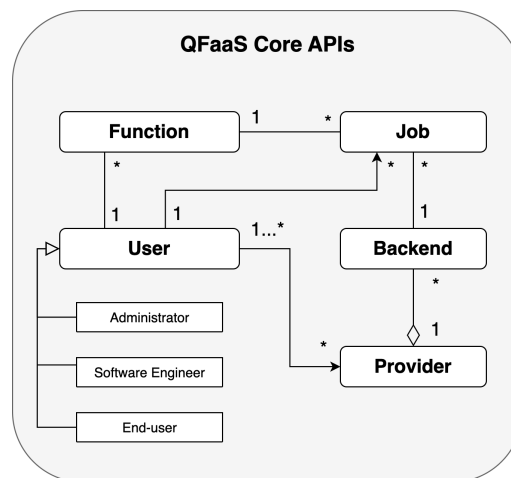 QFaaS Core APIs
Function
1
*
Job
*
*
*
1
1
1
1...*
User
Backend
*
Administrator
1
*
Software Engineer
Provider
End-user